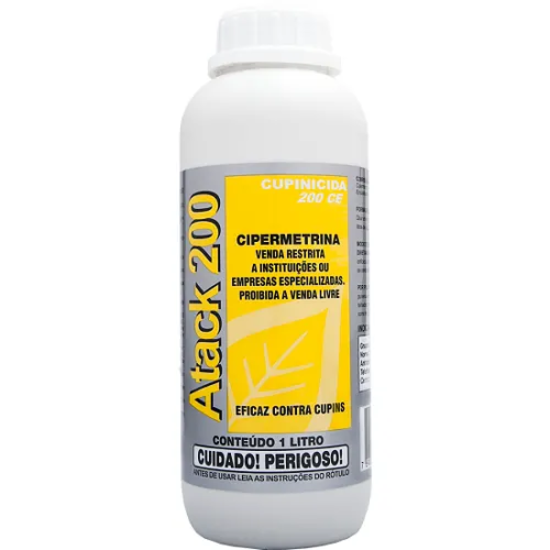 Atack 200
CUPINICIDA
200 CE
CIPERMETRINA
VENDA RESTRITA
A INSTITUIÇÕES OU
EMPRESAS ESPECIALIZADAS.
PROIBIDA A VENDA LIVRE
EFICAZ CONTRA CUPINS
CONTEÚDO 1 LITRO
CUIDADO! PERIGOSO!
ANTES DE USAR LEIA AS INSTRUÇÕES DO RÓTULO